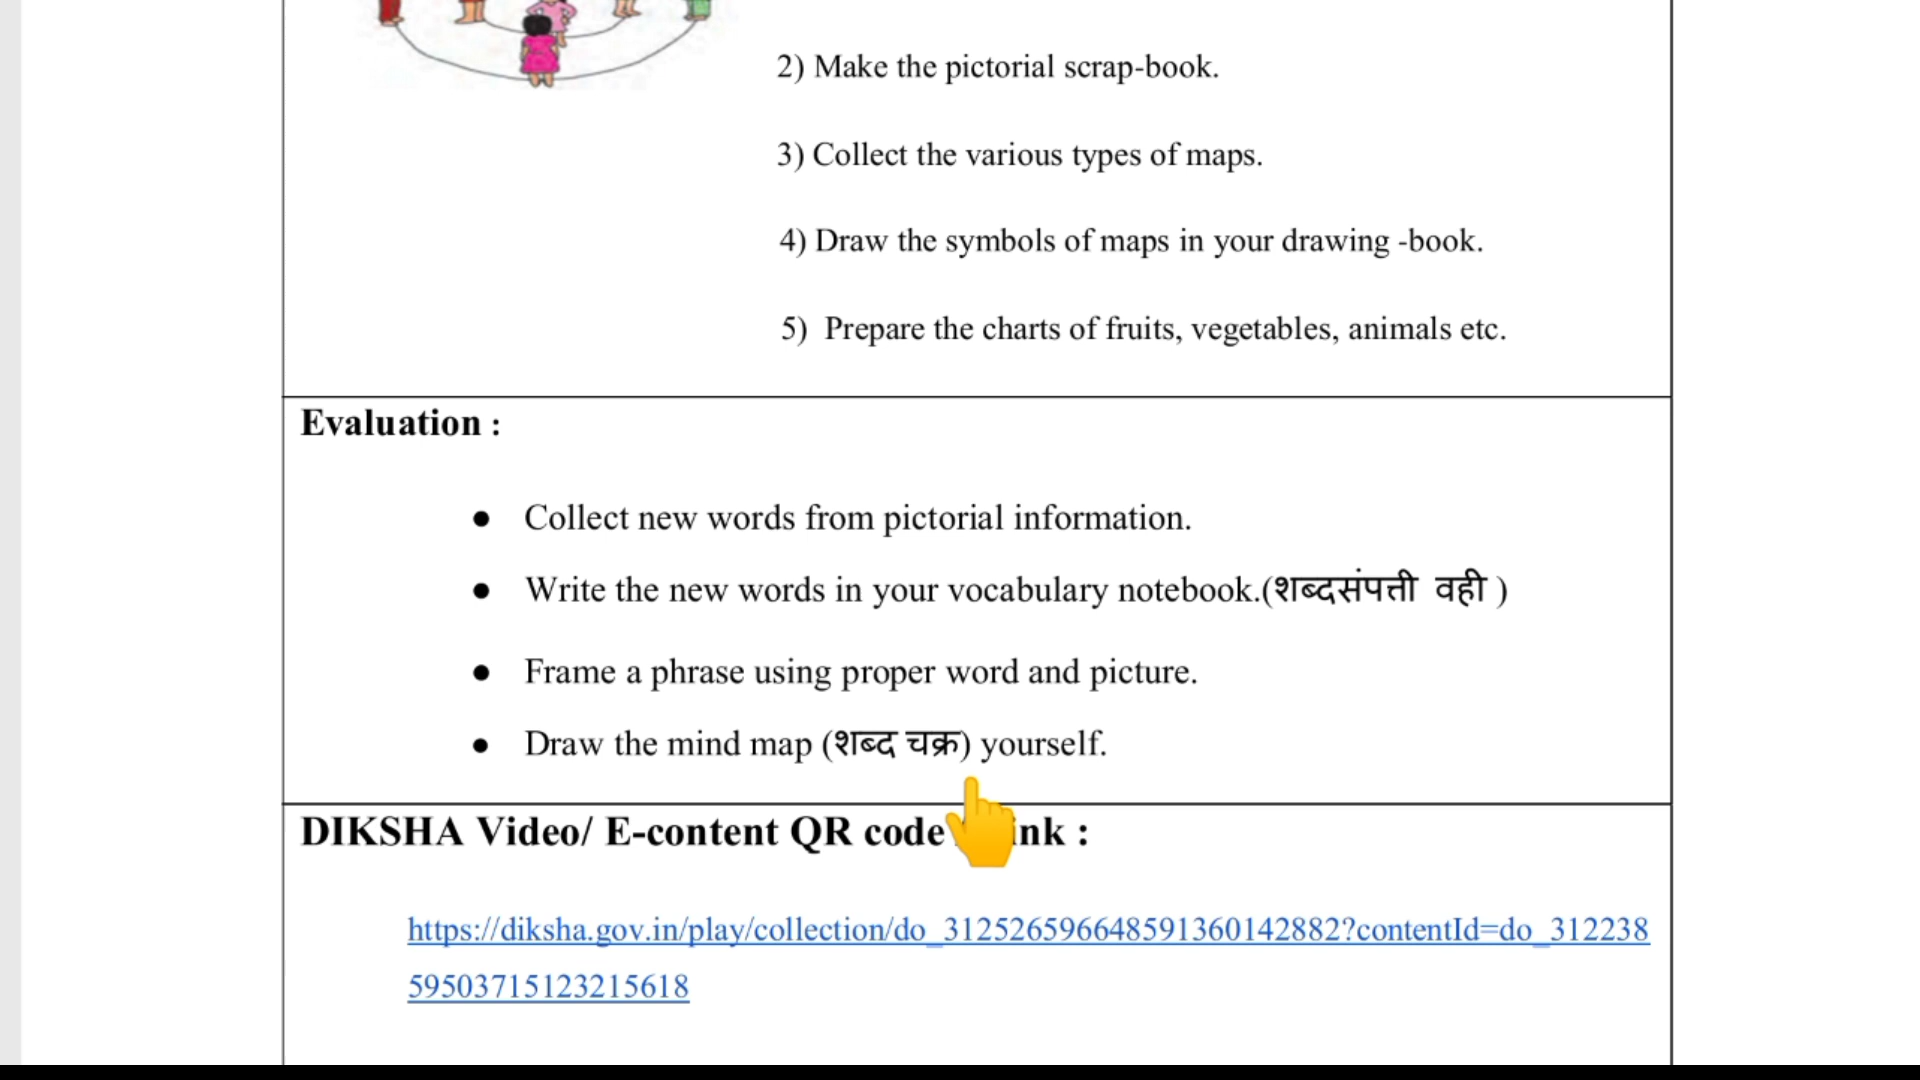 2) Make the pictorial scrap-book.
3) Collect the various types of maps.
4) Draw the symbols of maps in your drawing -book.
5) Prepare the charts of fruits, vegetables, animals etc.
Evaluation :
● Collect new words from pictorial information.
● Write the new words in your vocabulary notebook.(शब्दसंपत्ती वही )
● Frame a phrase using proper word and picture.
● Draw the mind map (शब्द चक्र) yourself.
DIKSHA Video/ E-content QR code :
https://diksha.gov.in/play/collection/do_312526596648591360142882?contentId=do_312238
59503715123215618